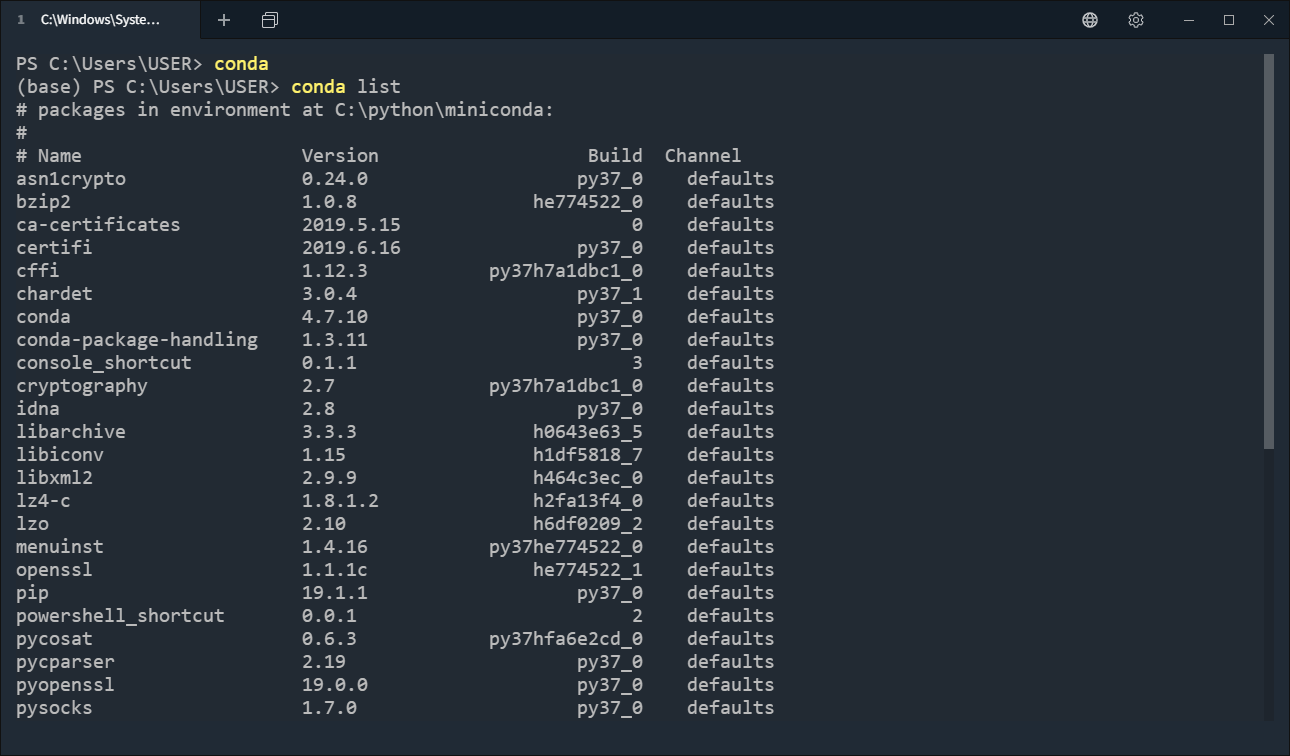 1 C:\Windows\Syste...
PS C:\Users\USER> conda
(base) PS C:\Users\USER> conda list
# packages in environment at C:\python\miniconda:
#
# Name                    Version                   Build  Channel
asn1crypto                0.24.0                   py37_0    defaults
bzip2                     1.0.8                he774522_0    defaults
ca-certificates           2019.5.15                     0    defaults
certifi                   2019.6.16                py37_0    defaults
cffi                      1.12.3           py37h7a1dbc1_0    defaults
chardet                   3.0.4                    py37_1    defaults
conda                     4.7.10                   py37_0    defaults
conda-package-handling    1.3.11                   py37_0    defaults
console_shortcut          0.1.1                         3    defaults
cryptography              2.7              py37h7a1dbc1_0    defaults
idna                      2.8                      py37_0    defaults
libarchive                3.3.3                h0643e63_5    defaults
libiconv                  1.15                 h1df5818_7    defaults
libxml2                   2.9.9                h464c3ec_0    defaults
lz4-c                     1.8.1.2              h2fa13f4_0    defaults
lzo                       2.10                 h6df0209_2    defaults
menuinst                  1.4.16           py37he774522_0    defaults
openssl                   1.1.1c               he774522_1    defaults
pip                       19.1.1                   py37_0    defaults
powershell_shortcut       0.0.1                         2    defaults
pycosat                   0.6.3            py37hfa6e2cd_0    defaults
pycparser                 2.19                     py37_0    defaults
pyopenssl                 19.0.0                   py37_0    defaults
pysocks                   1.7.0                    py37_0    defaults